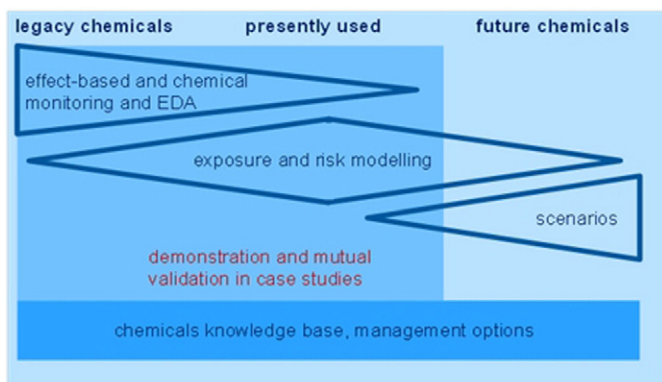 legacy chemicals presently used future chemicals
effect-based and chemical
monitoring and EDA
exposure and risk modelling
scenarios
demonstration and mutual
validation in case studies
chemicals knowledge base, management options